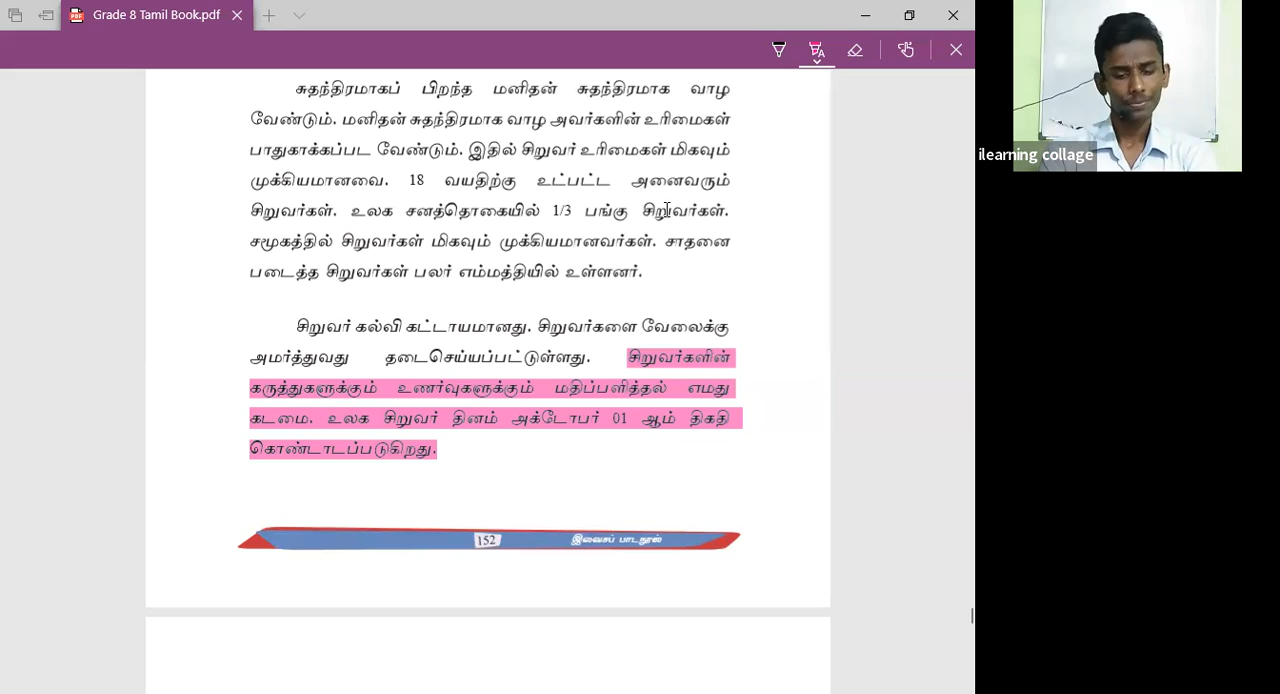 Grade 8 Tamil Book.pdf
சுதந்திரமாகப் பிறந்த மனிதன் சுதந்திரமாக வாழ
வேண்டும். மனிதன் சுதந்திரமாக வாழ அவர்களின் உரிமைகள்
பாதுகாக்கப்பட வேண்டும். இதில் சிறுவர் உரிமைகள் மிகவும்
முக்கியமானவை. 18 வயதிற்கு உட்பட்ட அனைவரும்
சிறுவர்கள். உலக சனத்தொகையில் 1/3 பங்கு சிறுவர்கள்.
சமூகத்தில் சிறுவர்கள் மிகவும் முக்கியமானவர்கள். சாதனை
படைத்த சிறுவர்கள் பலர் எம்மத்தியில் உள்ளனர்.
சிறுவர் கல்வி கட்டாயமானது. சிறுவர்களை வேலைக்கு
அமர்த்துவது தடைசெய்யப்பட்டுள்ளது. சிறுவர்களின்
கருத்துகளுக்கும் உணர்வுகளுக்கும் மதிப்பளித்தல் எமது
கடமை. உலக சிறுவர் தினம் அக்டோபர் 01 ஆம் திகதி
கொண்டாடப்படுகிறது.
152 இலவசப் பாடநூல்
ilearning collage